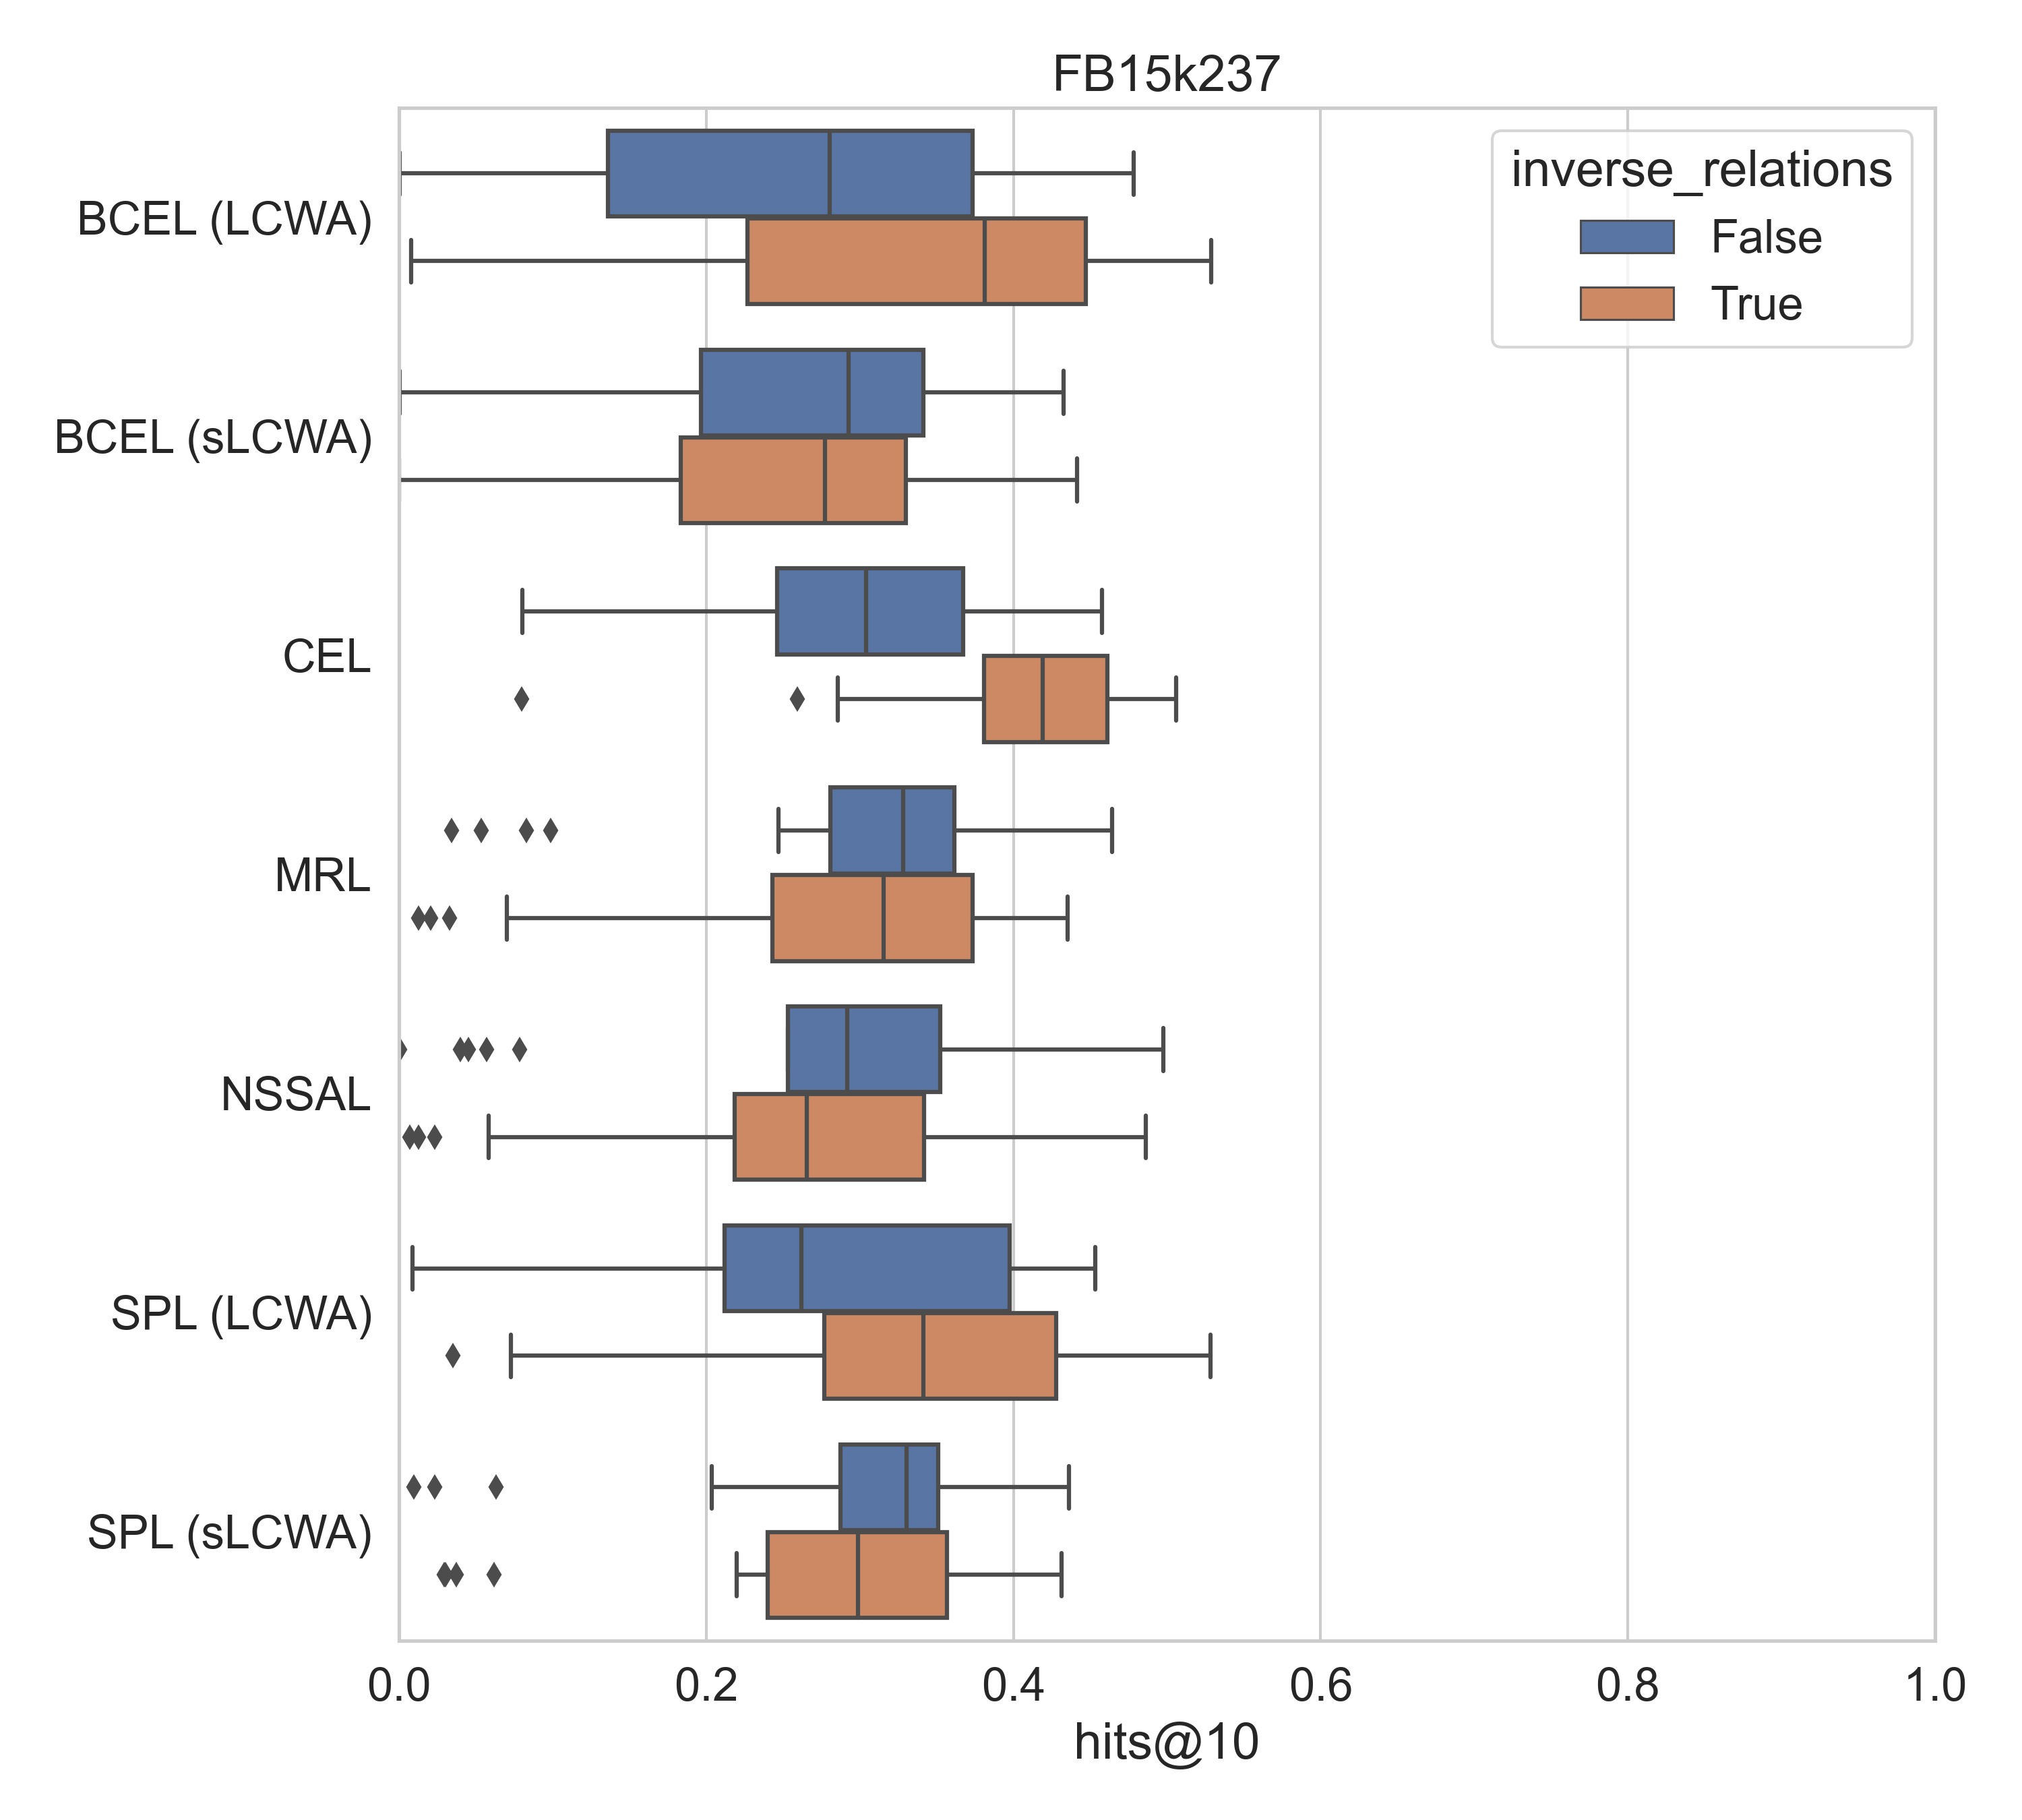 FB15k237
inverse_relations
False
True
BCEL (LCWA)
BCEL (sLCWA)
CEL
MRL
NSSAL
SPL (LCWA)
SPL (sLCWA)
0.0 0.2 0.4 0.6 0.8 1.0
hits@10